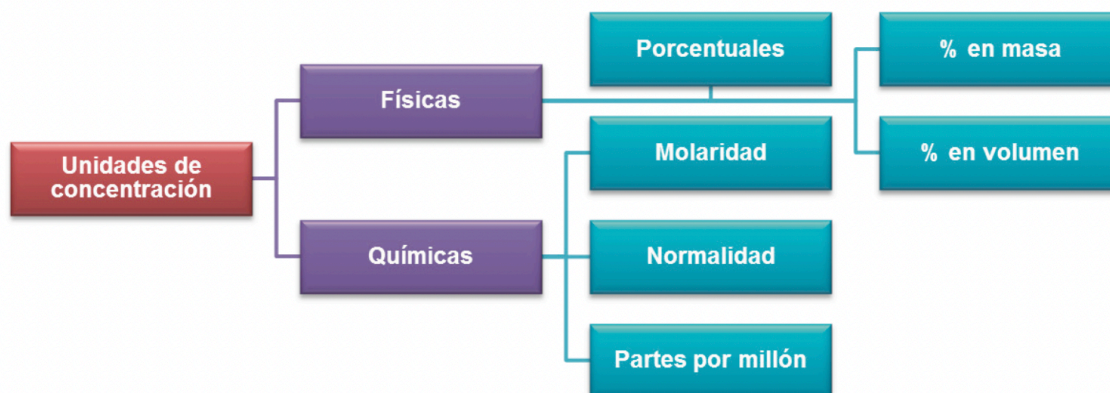 Unidades de
concentración
Físicas
Químicas
Porcentuales
Molaridad
Normalidad
Partes por millón
% en masa
% en volumen